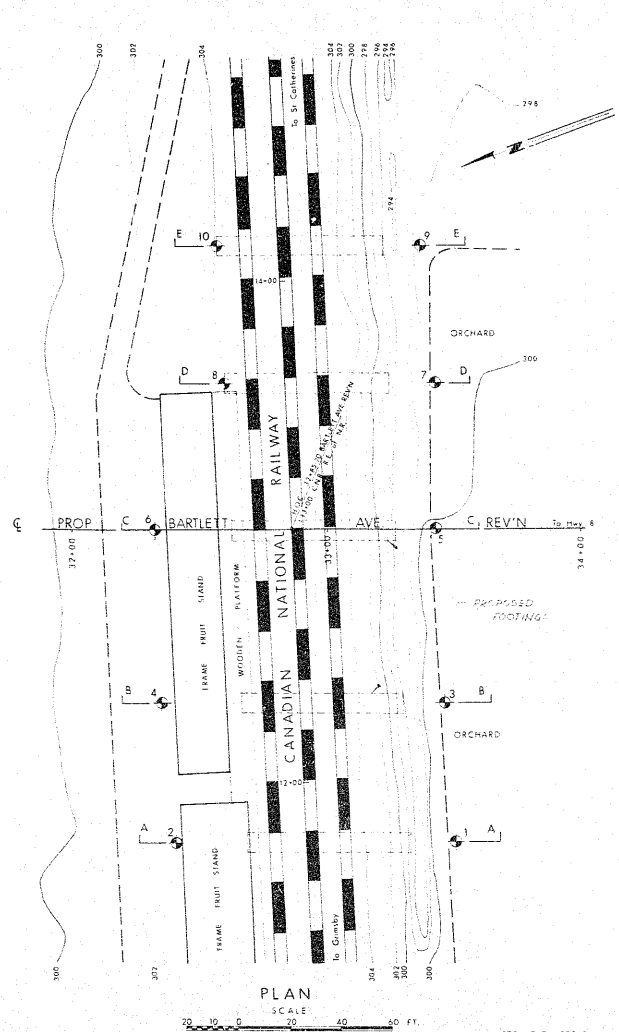 300
302
304
To St Catherines
304
302
300
298
296
294
296
298
N
294
E 10
9 E
14+00
ORCHARD
D 8
7 D
300
RAILWAY
℄ PROP C 6 BARTLETT AVE C REV'N To Hwy. 8
32+00
33+00
34+00
NATIONAL
WOODEN PLATFORM
FRAME FRUIT STAND
PROPOSED
FOOTINGS
B 4
3 B
CANADIAN
ORCHARD
12+00
A 2
1 A
FRAME FRUIT STAND
To Grimsby
300
302
304
302
300
300
PLAN
SCALE
20 10 0 20 40 60 FT.